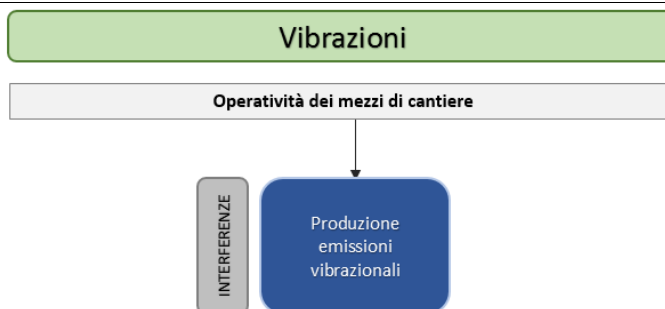 Vibrazioni
Operatività dei mezzi di cantiere
INTERFERENZE
Produzione
emissioni
vibrazionali